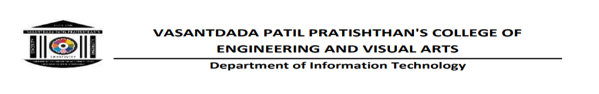 VASANTDADA PATIL PRATISHTHAN'S COLLEGE OF
ENGINEERING AND VISUAL ARTS
Department of Information Technology